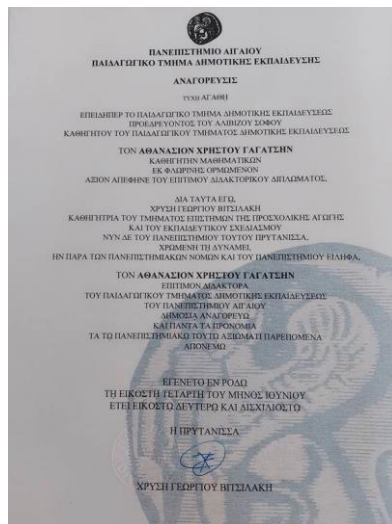 ΠΑΝΕΠΙΣΤΗΜΙΟ ΑΙΓΑΙΟΥ
ΠΑΙΔΑΓΩΓΙΚΟ ΤΜΗΜΑ ΔΗΜΟΤΙΚΗΣ ΕΚΠΑΙΔΕΥΣΗΣ
ΑΝΑΓΟΡΕΥΣΙΣ
ΤΥΧΗ ΑΓΑΘΗ
ΕΠΕΙΔΗΠΕΡ ΤΟ ΠΑΙΔΑΓΩΓΙΚΟ ΤΜΗΜΑ ΔΗΜΟΤΙΚΗΣ ΕΚΠΑΙΔΕΥΣΕΩΣ
ΠΡΟΕΔΡΕΥΟΝΤΟΣ ΤΟΥ ΑΛΙΒΙΖΟΥ ΣΟΦΟΥ
ΚΑΘΗΓΗΤΟΥ ΤΟΥ ΠΑΙΔΑΓΩΓΙΚΟΥ ΤΜΗΜΑΤΟΣ ΔΗΜΟΤΙΚΗΣ ΕΚΠΑΙΔΕΥΣΕΩΣ
ΤΟΝ ΑΘΑΝΑΣΙΟΝ ΧΡΗΣΤΟΥ ΓΑΓΑΤΣΗΝ
ΚΑΘΗΓΗΤΗΝ ΜΑΘΗΜΑΤΙΚΩΝ
ΕΚ ΦΛΩΡΙΝΗΣ ΟΡΜΩΜΕΝΟΝ
ΑΞΙΟΝ ΑΠΕΦΗΝΕ ΤΟΥ ΕΠΙΤΙΜΟΥ ΔΙΔΑΚΤΟΡΙΚΟΥ ΔΙΠΛΩΜΑΤΟΣ,
ΔΙΑ ΤΑΥΤΑ ΕΓΩ,
ΧΡΥΣΗ ΓΕΩΡΓΙΟΥ ΒΙΤΣΙΛΑΚΗ
ΚΑΘΗΓΗΤΡΙΑ ΤΟΥ ΤΜΗΜΑΤΟΣ ΕΠΙΣΤΗΜΩΝ ΤΗΣ ΠΡΟΣΧΟΛΙΚΗΣ ΑΓΩΓΗΣ
ΚΑΙ ΤΟΥ ΕΚΠΑΙΔΕΥΤΙΚΟΥ ΣΧΕΔΙΑΣΜΟΥ
ΝΥΝ ΔΕ ΤΟΥ ΠΑΝΕΠΙΣΤΗΜΙΟΥ ΤΟΥΤΟΥ ΠΡΥΤΑΝΙΣΣΑ,
ΧΡΩΜΕΝΗ ΤΗ ΔΥΝΑΜΕΙ,
ΗΝ ΠΑΡΑ ΤΩΝ ΠΑΝΕΠΙΣΤΗΜΙΑΚΩΝ ΝΟΜΩΝ ΚΑΙ ΤΟΥ ΠΑΝΕΠΙΣΤΗΜΙΟΥ ΕΙΛΗΦΑ,
ΤΟΝ ΑΘΑΝΑΣΙΟΝ ΧΡΗΣΤΟΥ ΓΑΓΑΤΣΗΝ
ΕΠΙΤΙΜΟΝ ΔΙΔΑΚΤΟΡΑ
ΤΟΥ ΠΑΙΔΑΓΩΓΙΚΟΥ ΤΜΗΜΑΤΟΣ ΔΗΜΟΤΙΚΗΣ ΕΚΠΑΙΔΕΥΣΕΩΣ
ΤΟΥ ΠΑΝΕΠΙΣΤΗΜΙΟΥ ΑΙΓΑΙΟΥ
ΔΗΜΟΣΙΑ ΑΝΑΓΟΡΕΥΩ
ΚΑΙ ΠΑΝΤΑ ΤΑ ΠΡΟΝΟΜΙΑ
ΤΑ ΤΩ ΠΑΝΕΠΙΣΤΗΜΙΑΚΩ ΤΟΥΤΩ ΑΞΙΩΜΑΤΙ ΠΑΡΕΠΟΜΕΝΑ
ΑΠΟΝΕΜΩ
ΕΓΕΝΕΤΟ ΕΝ ΡΟΔΩ
ΤΗ ΕΙΚΟΣΤΗ ΤΕΤΑΡΤΗ ΤΟΥ ΜΗΝΟΣ ΙΟΥΝΙΟΥ
ΕΤΕΙ ΕΙΚΟΣΤΩ ΔΕΥΤΕΡΩ ΚΑΙ ΔΙΣΧΙΛΙΟΣΤΩ
Η ΠΡΥΤΑΝΙΣΣΑ
ΧΡΥΣΗ ΓΕΩΡΓΙΟΥ ΒΙΤΣΙΛΑΚΗ